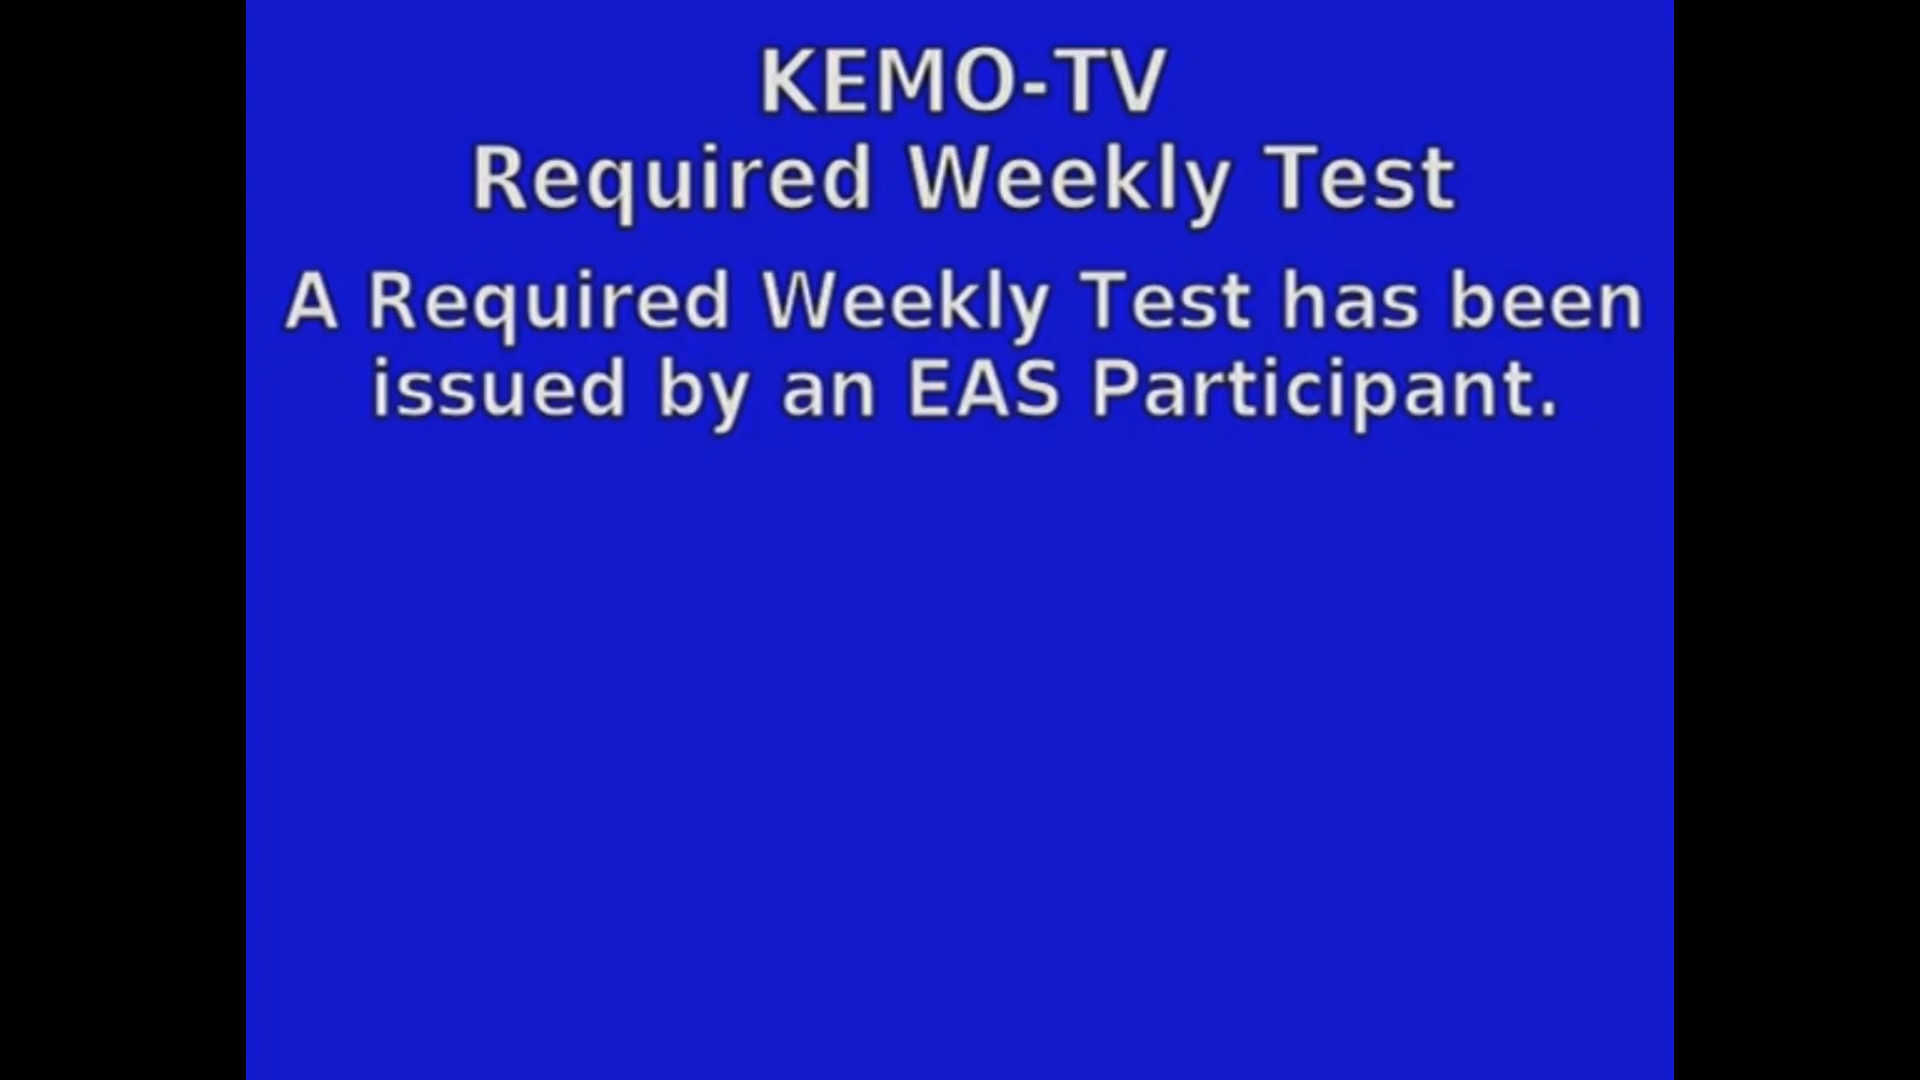 KEMO-TV
Required Weekly Test
A Required Weekly Test has been
issued by an EAS Participant.